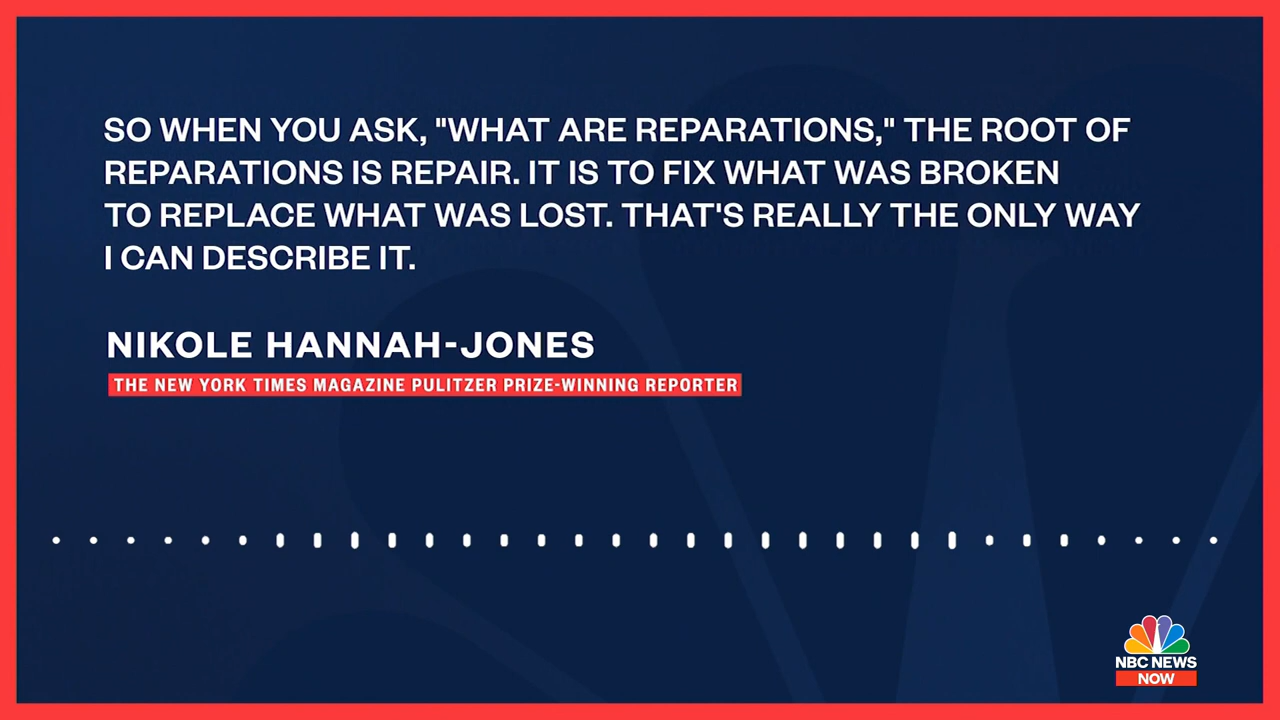 SO WHEN YOU ASK, "WHAT ARE REPARATIONS," THE ROOT OF
REPARATIONS IS REPAIR. IT IS TO FIX WHAT WAS BROKEN
TO REPLACE WHAT WAS LOST. THAT'S REALLY THE ONLY WAY
I CAN DESCRIBE IT.
NIKOLE HANNAH-JONES
THE NEW YORK TIMES MAGAZINE PULITZER PRIZE-WINNING REPORTER
NBC NEWS
NOW